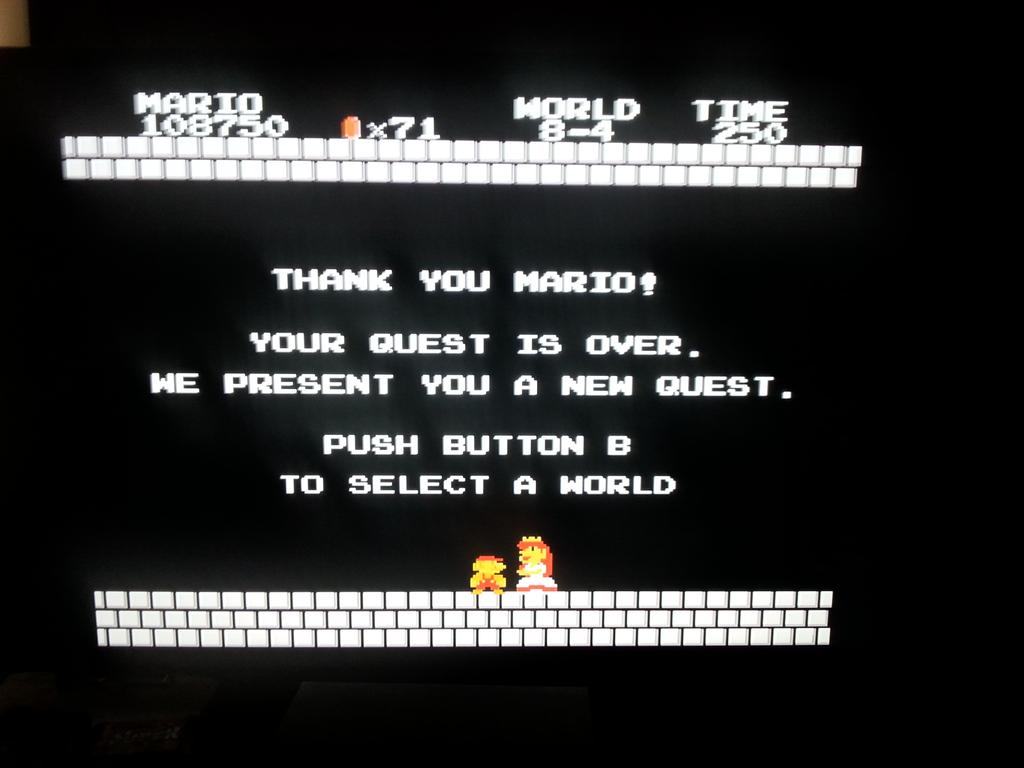 MARIO WORLD TIME
108750 x71 8-4 250
THANK YOU MARIO!
YOUR QUEST IS OVER.
WE PRESENT YOU A NEW QUEST.
PUSH BUTTON B
TO SELECT A WORLD